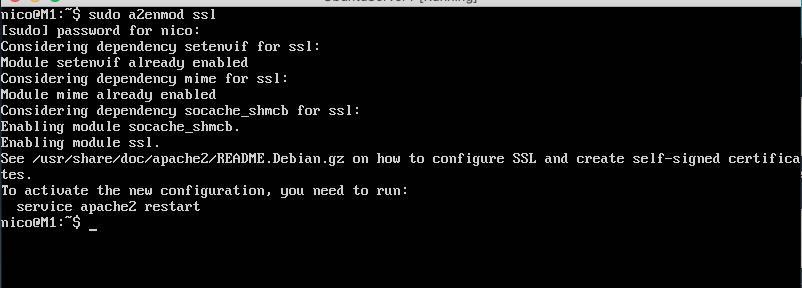 nico@M1:~$ sudo a2enmod ssl
[sudo] password for nico:
Considering dependency setenvif for ssl:
Module setenvif already enabled
Considering dependency mime for ssl:
Module mime already enabled
Considering dependency socache_shmcb for ssl:
Enabling module socache_shmcb.
Enabling module ssl.
See /usr/share/doc/apache2/README.Debian.gz on how to configure SSL and create self-signed certifica
tes.
To activate the new configuration, you need to run:
  service apache2 restart
nico@M1:~$ _